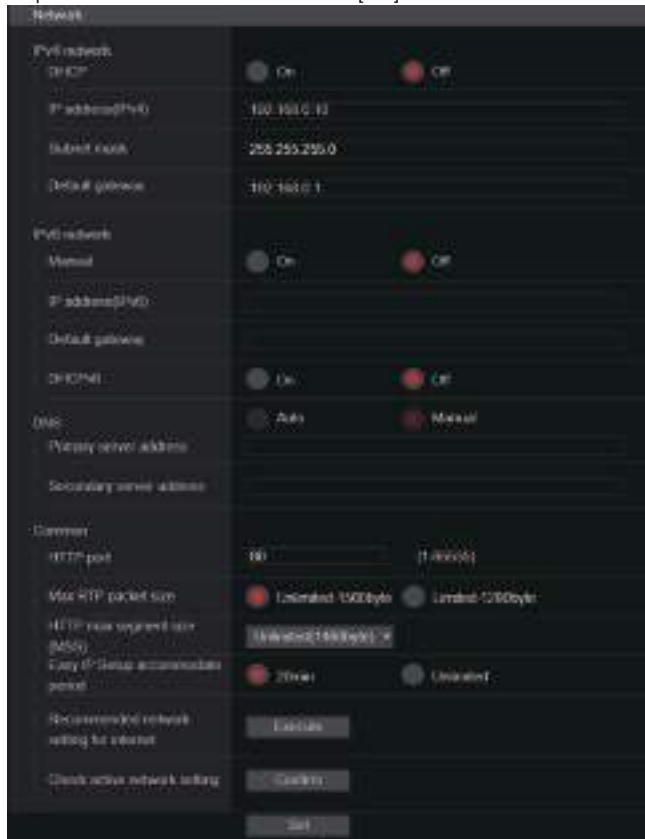 Network
IPv4 network
DHCP On Off
IP address(IPv4) 192.168.0.10
Subnet mask 255.255.255.0
Default gateway 192.168.0.1
IPv6 network
Manual On Off
IP address(IPv6)
Default gateway
DHCPv6 On Off
DNS Auto Manual
Primary server address
Secondary server address
Common
HTTP port 80
Max RTP packet size Unlimited-1500byte Limited-1280byte
HTTP max segment size (MSS) Unlimited(1460byte)
Easy IP Setup accommodate period 20min Unlimited
Recommended network setting for internet Execute
Check active network setting Confirm
Set